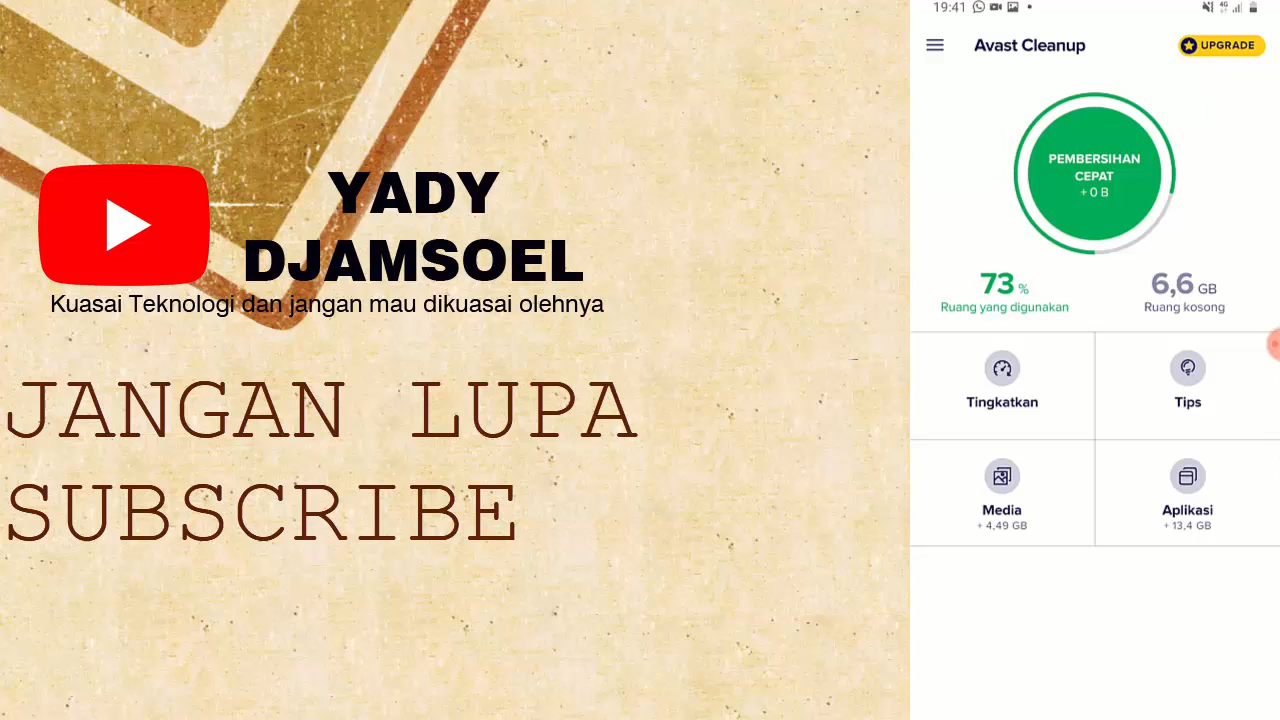 YADY
DJAMSOEL
Kuasai Teknologi dan jangan mau dikuasai olehnya
JANGAN LUPA
SUBSCRIBE
19:41
4G
Avast Cleanup
UPGRADE
PEMBERSIHAN
CEPAT
+ 0 B
73 %
Ruang yang digunakan
6,6 GB
Ruang kosong
Tingkatkan
Tips
Media
+ 4,49 GB
Aplikasi
+ 13,4 GB